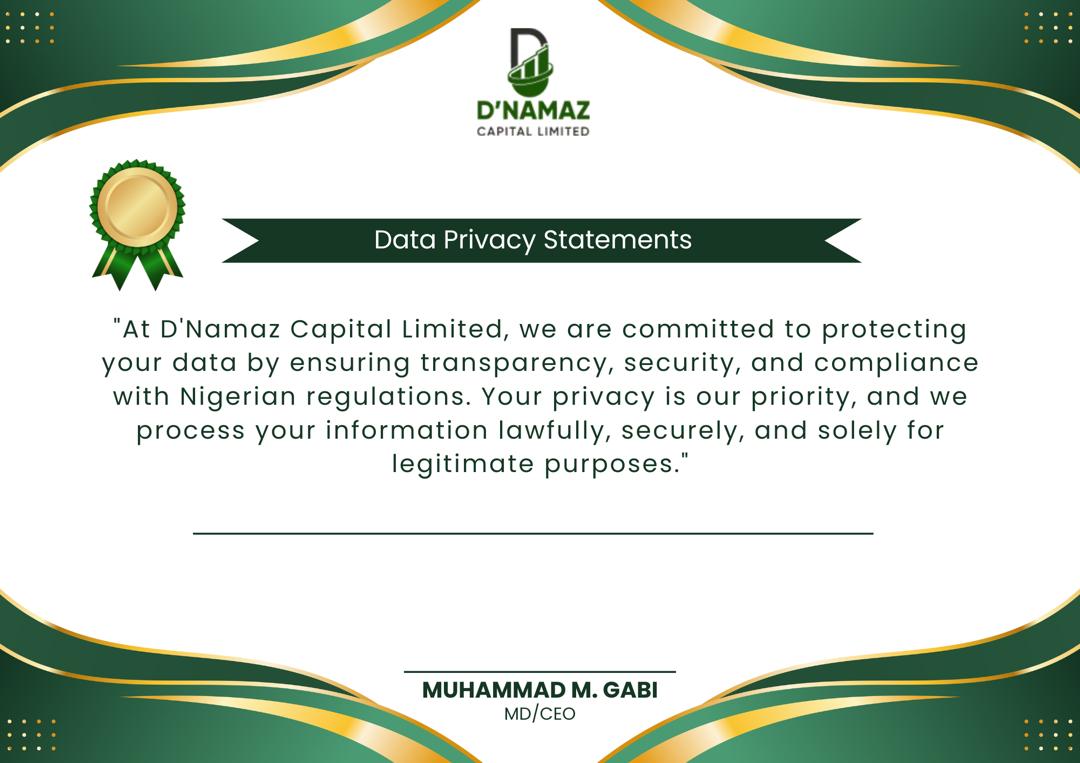 D'NAMAZ
CAPITAL LIMITED
Data Privacy Statements
"At D'Namaz Capital Limited, we are committed to protecting
your data by ensuring transparency, security, and compliance
with Nigerian regulations. Your privacy is our priority, and we
process your information lawfully, securely, and solely for
legitimate purposes."
MUHAMMAD M. GABI
MD/CEO